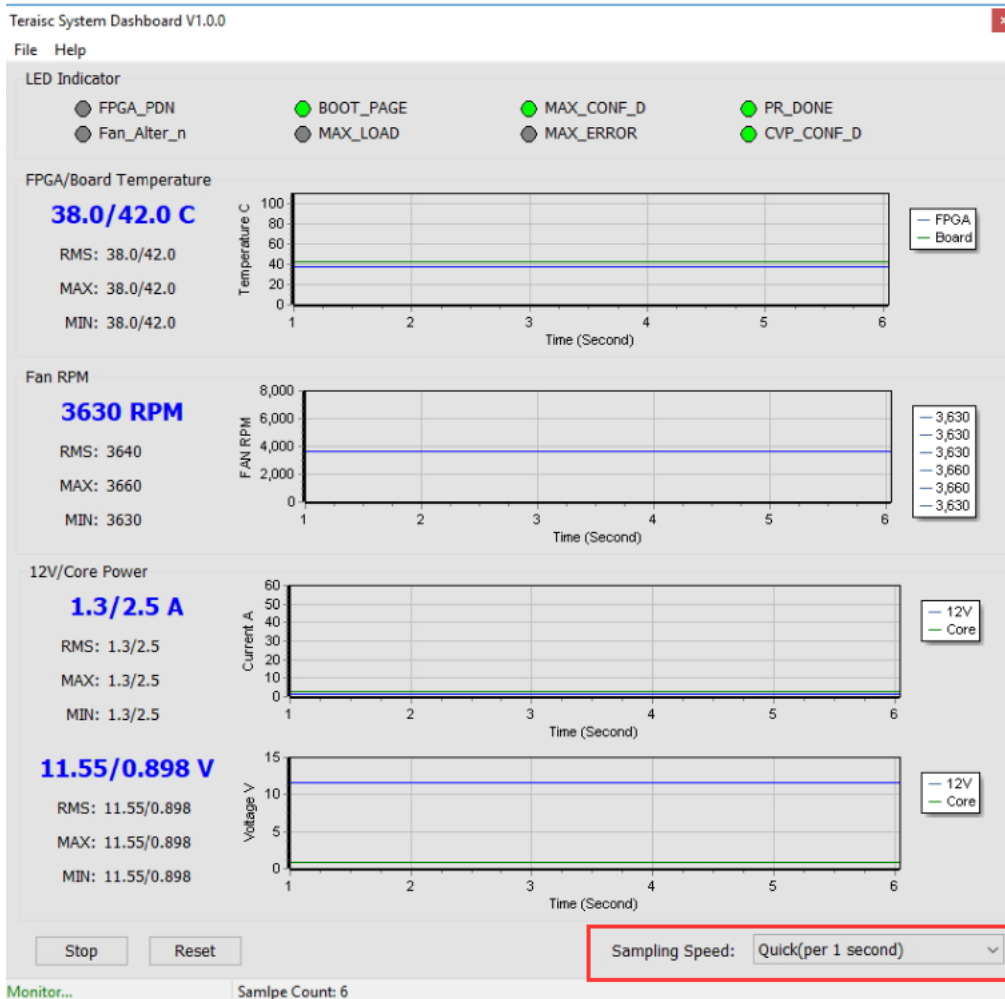 Teraisc System Dashboard V1.0.0
File Help
LED Indicator
FPGA_PDN BOOT_PAGE MAX_CONF_D PR_DONE
Fan_Alter_n MAX_LOAD MAX_ERROR CVP_CONF_D
FPGA/Board Temperature
38.0/42.0 C
RMS: 38.0/42.0
MAX: 38.0/42.0
MIN: 38.0/42.0
Temperature C
100
80
60
40
20
0
1 2 3 4 5 6
Time (Second)
FPGA
Board
Fan RPM
3630 RPM
RMS: 3640
MAX: 3660
MIN: 3630
FAN RPM
8,000
6,000
4,000
2,000
0
1 2 3 4 5 6
Time (Second)
3,630
3,630
3,630
3,660
3,660
3,630
12V/Core Power
1.3/2.5 A
RMS: 1.3/2.5
MAX: 1.3/2.5
MIN: 1.3/2.5
Current A
60
50
40
30
20
10
0
1 2 3 4 5 6
Time (Second)
12V
Core
11.55/0.898 V
RMS: 11.55/0.898
MAX: 11.55/0.898
MIN: 11.55/0.898
Voltage V
15
10
5
0
1 2 3 4 5 6
Time (Second)
12V
Core
Stop Reset Sampling Speed: Quick(per 1 second)
Monitor... Samlpe Count: 6